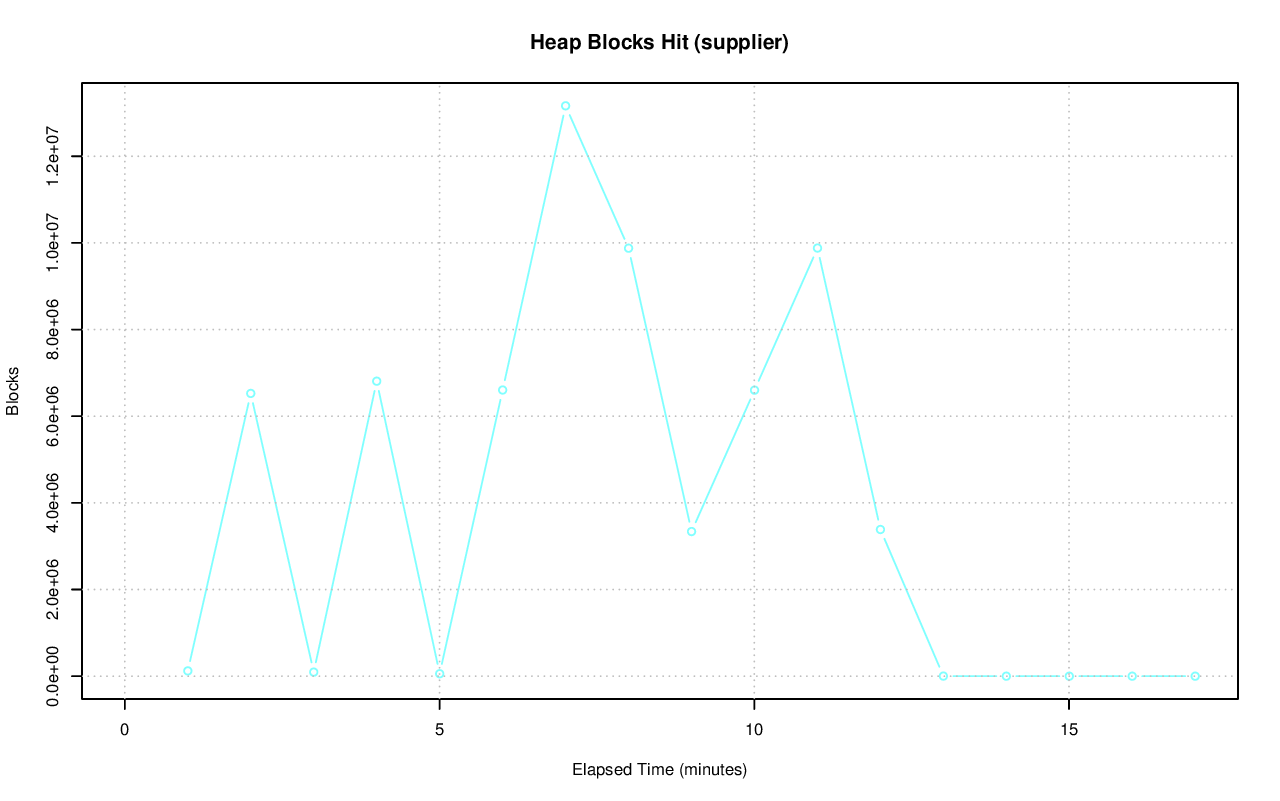 Heap Blocks Hit (supplier)
Blocks
1.2e+07
1.0e+07
8.0e+06
6.0e+06
4.0e+06
2.0e+06
0.0e+00
0 5 10 15
Elapsed Time (minutes)